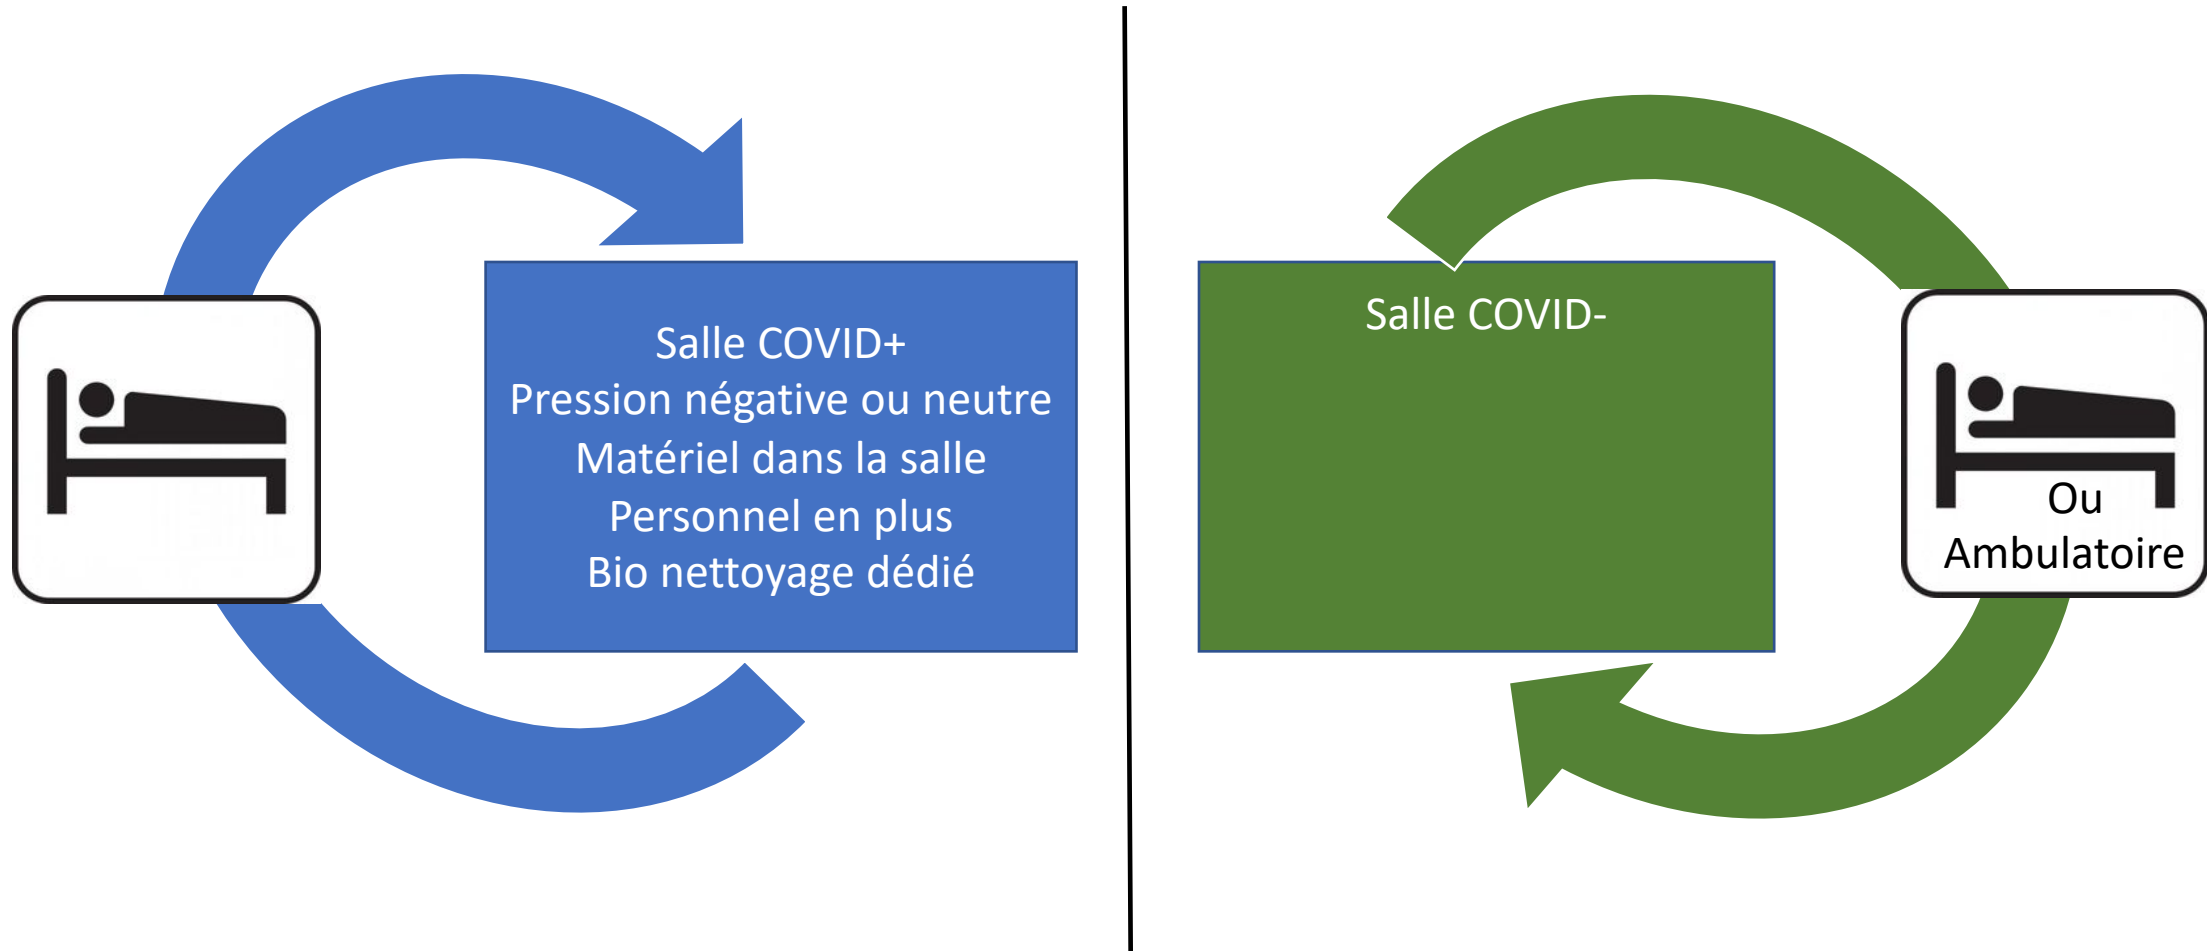 Salle COVID+
Pression négative ou neutre
Matériel dans la salle
Personnel en plus
Bio nettoyage dédié
Salle COVID-
Ou
Ambulatoire